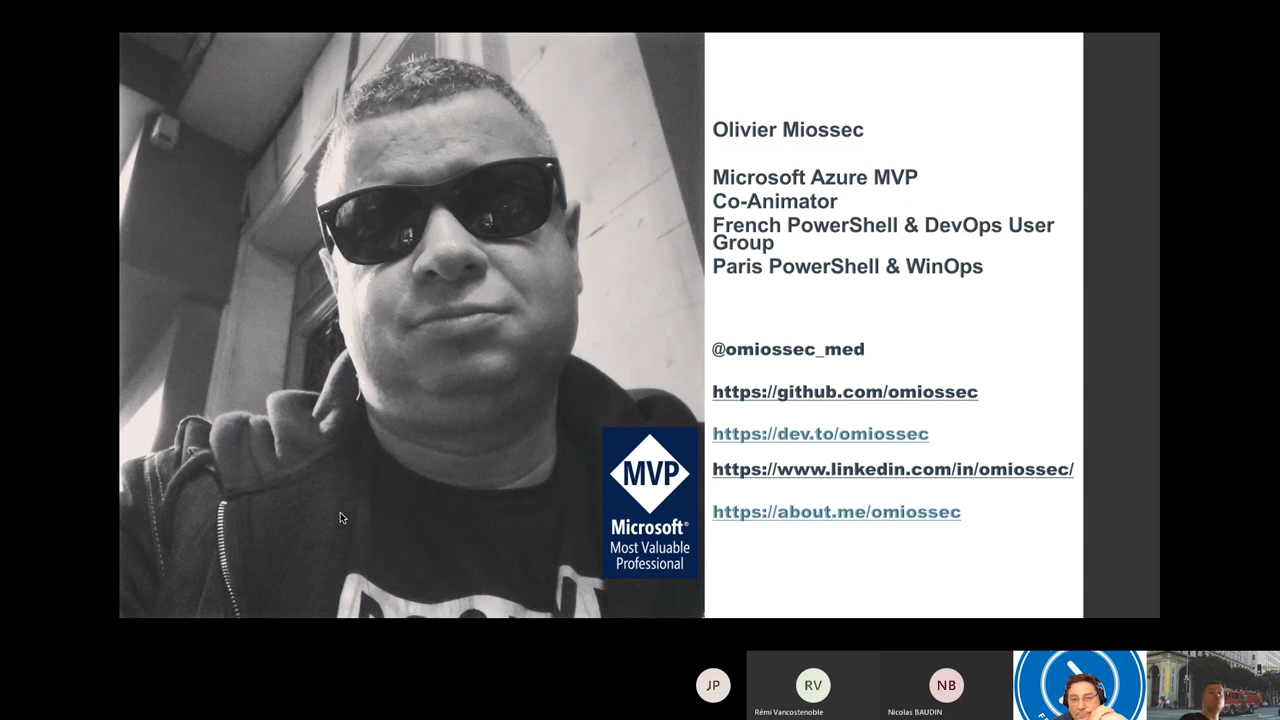 Olivier Miossec
Microsoft Azure MVP
Co-Animator
French PowerShell & DevOps User
Group
Paris PowerShell & WinOps
@omiossec_med
https://github.com/omiossec
https://dev.to/omiossec
https://www.linkedin.com/in/omiossec/
https://about.me/omiossec
MVP
Microsoft®
Most Valuable
Professional
JP
RV
Rémi Vancostenoble
NB
Nicolas BAUDIN